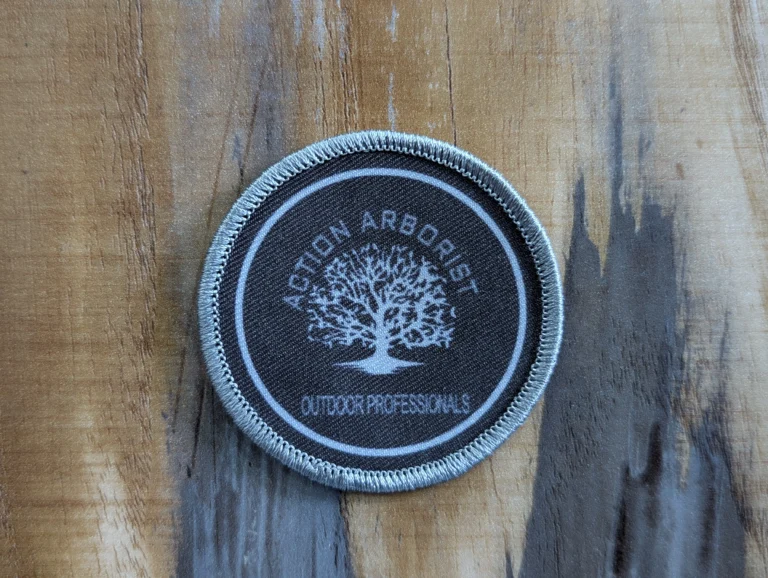 ACTION ARBORIST
OUTDOOR PROFESSIONALS